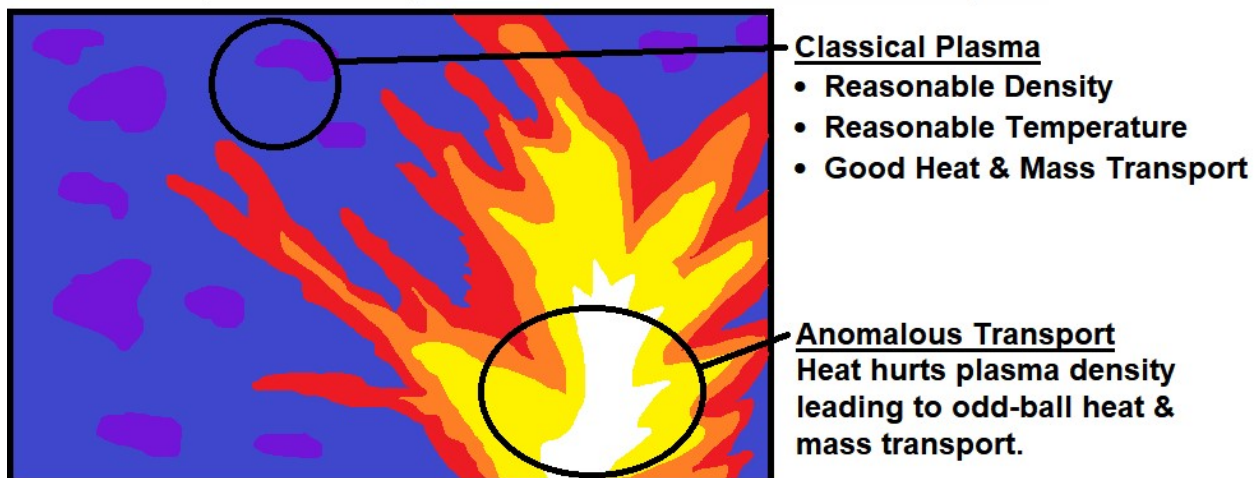 Classical Plasma
• Reasonable Density
• Reasonable Temperature
• Good Heat & Mass Transport
Anomalous Transport
Heat hurts plasma density
leading to odd-ball heat &
mass transport.